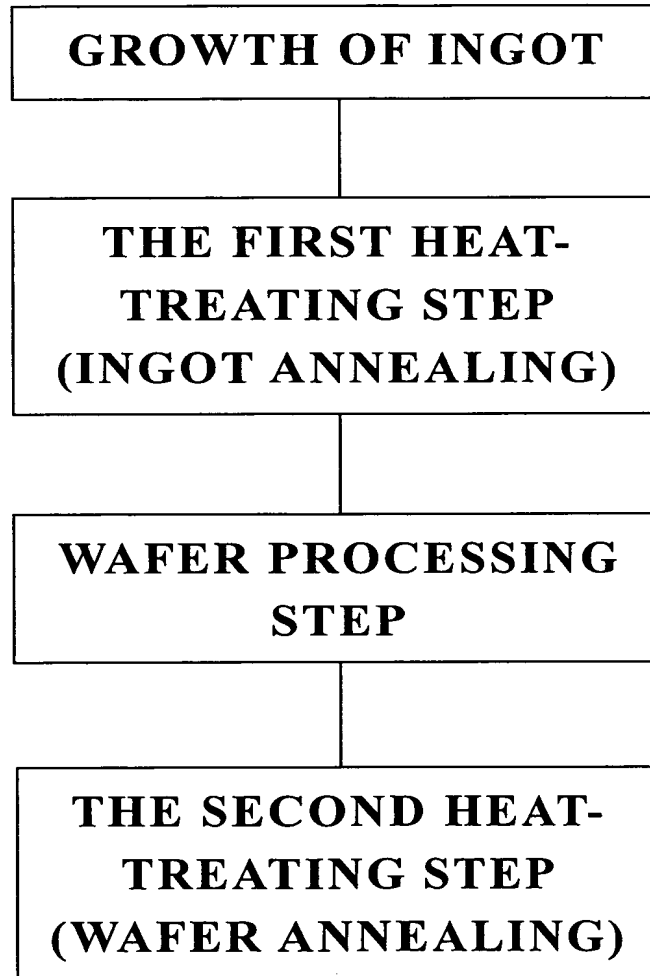 GROWTH OF INGOT
THE FIRST HEAT-
TREATING STEP
(INGOT ANNEALING)
WAFER PROCESSING
STEP
THE SECOND HEAT-
TREATING STEP
(WAFER ANNEALING)